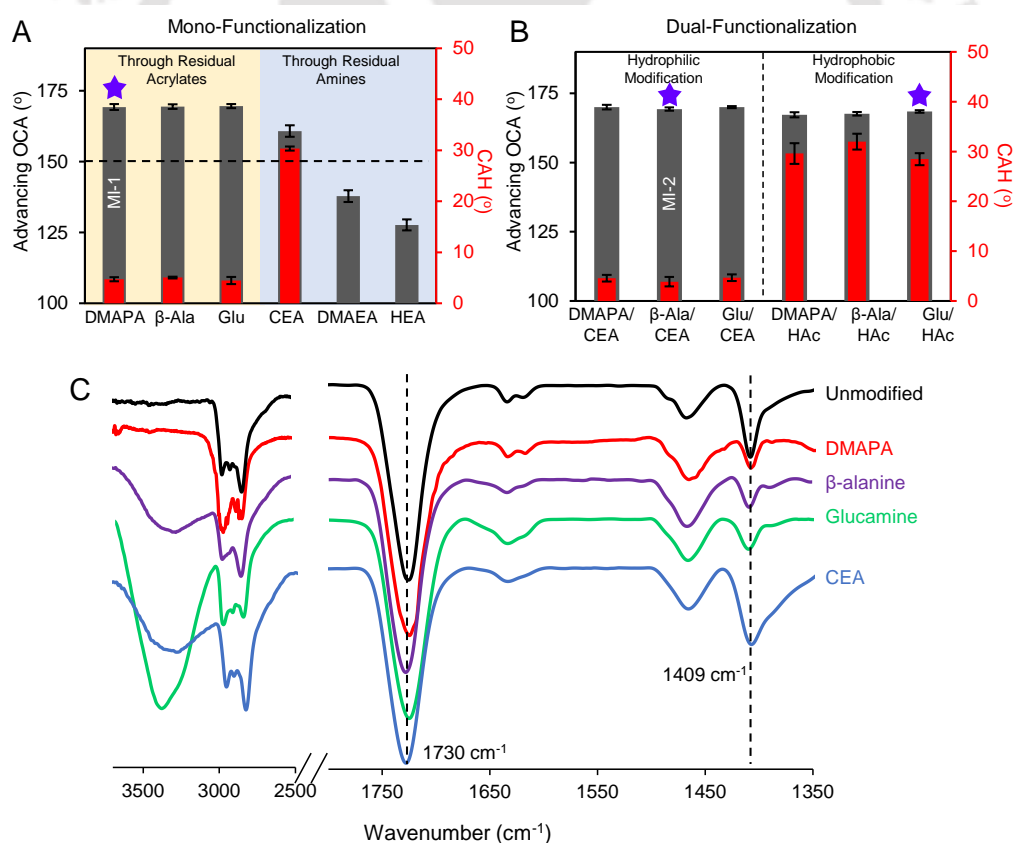 A
Mono-Functionalization
Through Residual
Acrylates
Through Residual
Amines
Advancing OCA (º)
175
150
125
100
MI-1
50
40
30
20
10
0
CAH (º)
DMAPA β-Ala Glu CEA DMAEA HEA
B
Dual-Functionalization
Hydrophilic
Modification
Hydrophobic
Modification
Advancing OCA (º)
175
150
125
100
MI-2
50
40
30
20
10
0
CAH (º)
DMAPA/
CEA
β-Ala/
CEA
Glu/
CEA
DMAPA/
HAc
β-Ala/
HAc
Glu/
HAc
C
Unmodified
DMAPA
β-alanine
Glucamine
CEA
1409 cm-1
1730 cm-1
3500 3000 2500 1750 1650 1550 1450 1350
Wavenumber (cm-1)